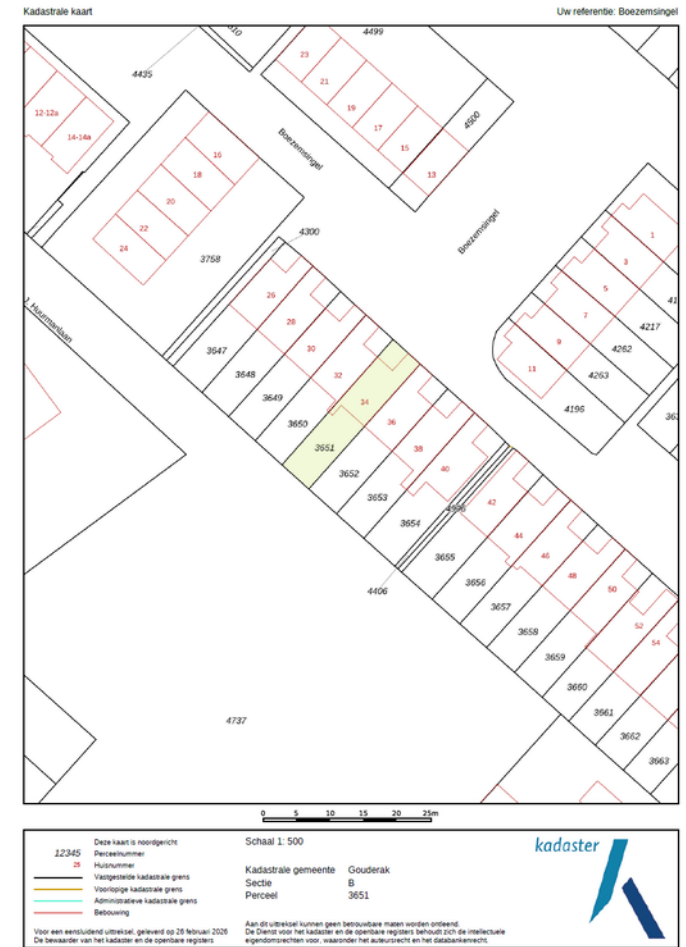 Kadastrale kaart
Uw referentie: Boezemsingel
4499
4435
23
21
19
17
15
13
4500
12-12a
14-14a
Boezemsingel
16
18
20
22
24
3758
4300
Boezemsingel
1
3
5
7
9
11
4217
4262
4263
4196
Huurmanlaan
26
28
30
32
34
36
38
40
3647
3648
3649
3650
3651
3652
3653
3654
4406
42
44
46
48
50
52
54
3655
3656
3657
3658
3659
3660
3661
3662
3663
4737
0 5 10 15 20 25m
Deze kaart is noordgericht
12345 Perceelnummer
25 Huisnummer
Vastgestelde kadastrale grens
Voorlopige kadastrale grens
Administratieve kadastrale grens
Bebouwing
Voor een eensluidend uittreksel, geleverd op 26 februari 2026
De bewaarder van het kadaster en de openbare registers
Schaal 1: 500
Kadastrale gemeente Gouderak
Sectie B
Perceel 3651
Aan dit uittreksel kunnen geen betrouwbare maten worden ontleend.
De Dienst voor het kadaster en de openbare registers behoudt zich de intellectuele
eigendomsrechten voor, waaronder het auteursrecht en het databankenrecht.
kadaster